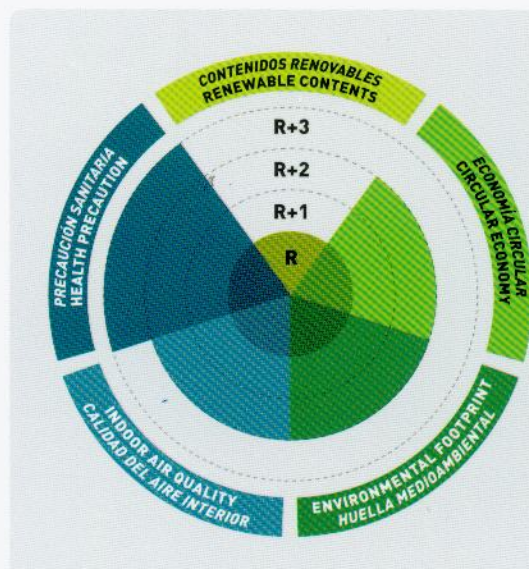 CONTENIDOS RENOVABLES
RENEWABLE CONTENTS
ECONOMÍA CIRCULAR
CIRCULAR ECONOMY
ENVIRONMENTAL FOOTPRINT
HUELLA MEDIOAMBIENTAL
INDOOR AIR QUALITY
CALIDAD DEL AIRE INTERIOR
PRECAUCIÓN SANITARIA
HEALTH PRECAUTION
R+3
R+2
R+1
R